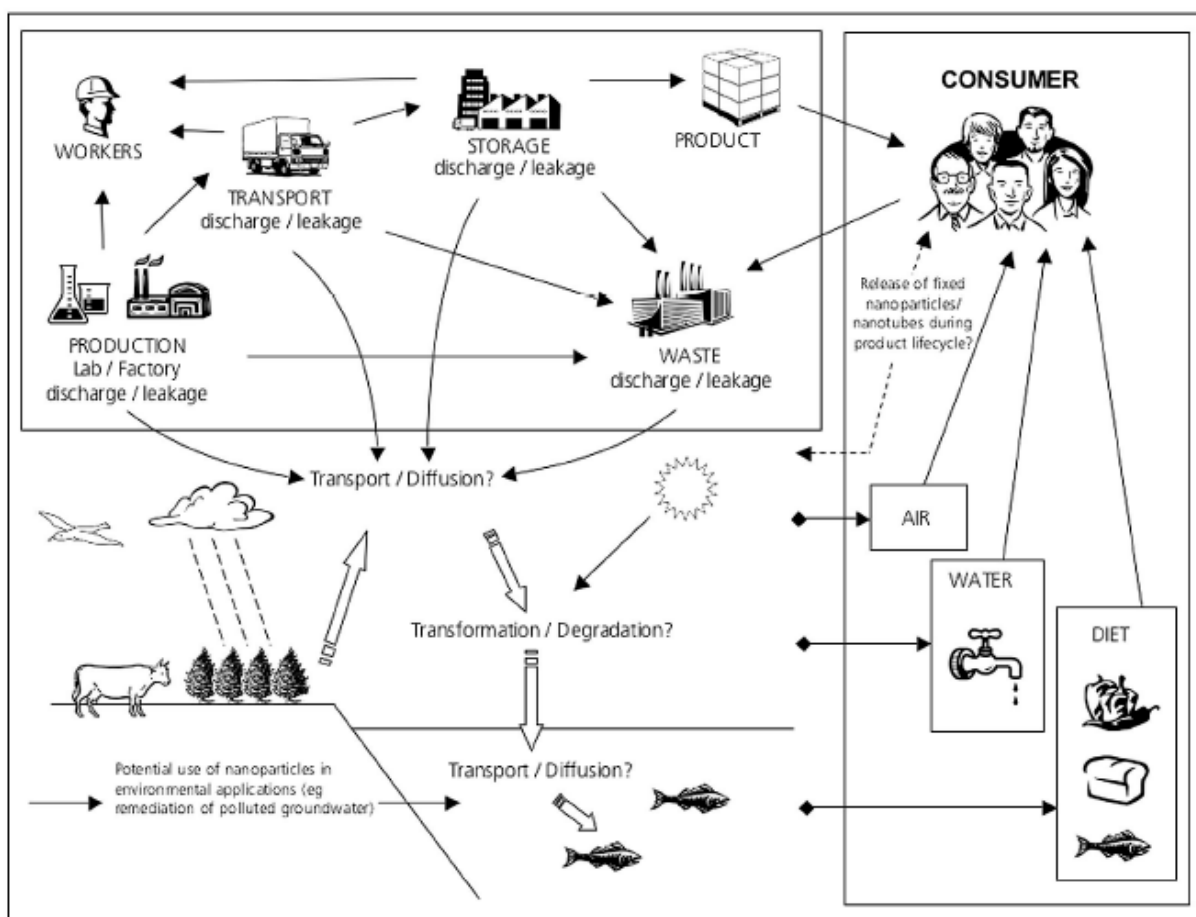 CONSUMER
WORKERS
STORAGE
discharge / leakage
PRODUCT
TRANSPORT
discharge / leakage
PRODUCTION
Lab / Factory
discharge / leakage
WASTE
discharge / leakage
Release of fixed
nanoparticles/
nanotubes during
product lifecycle?
Transport / Diffusion?
AIR
WATER
Transformation / Degradation?
DIET
Potential use of nanoparticles in
environmental applications (eg
remediation of polluted groundwater)
Transport / Diffusion?